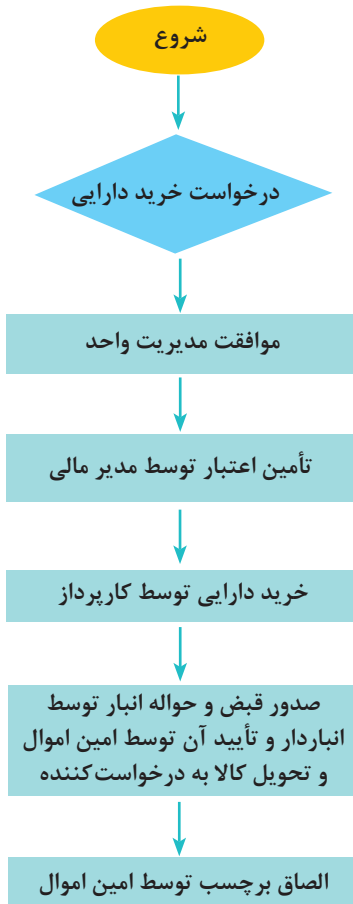 شروع
درخواست خرید دارایی
موافقت مدیریت واحد
تأمین اعتبار توسط مدیر مالی
خرید دارایی توسط کارپرداز
صدور قبض و حواله انبار توسط
انباردار و تأیید آن توسط امین اموال
و تحویل کالا به درخواست‌کننده
الصاق برچسب توسط امین اموال